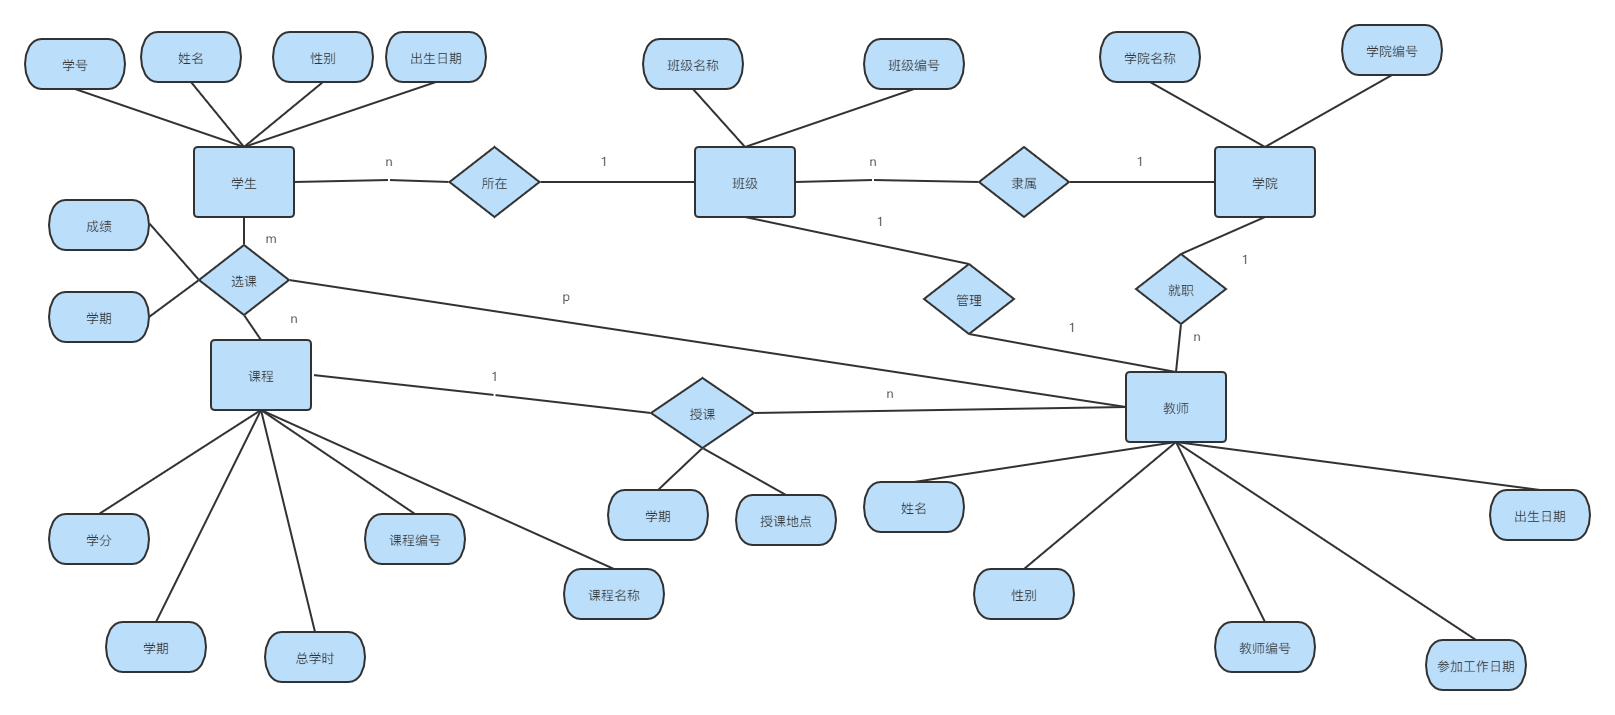 学号
姓名
性别
出生日期
班级名称
班级编号
学院名称
学院编号
学生
n
所在
1
班级
n
隶属
1
学院
成绩
m
选课
学期
n
p
1
管理
1
1
就职
n
课程
1
授课
n
教师
学分
学期
总学时
课程编号
课程名称
学期
授课地点
姓名
性别
教师编号
参加工作日期
出生日期